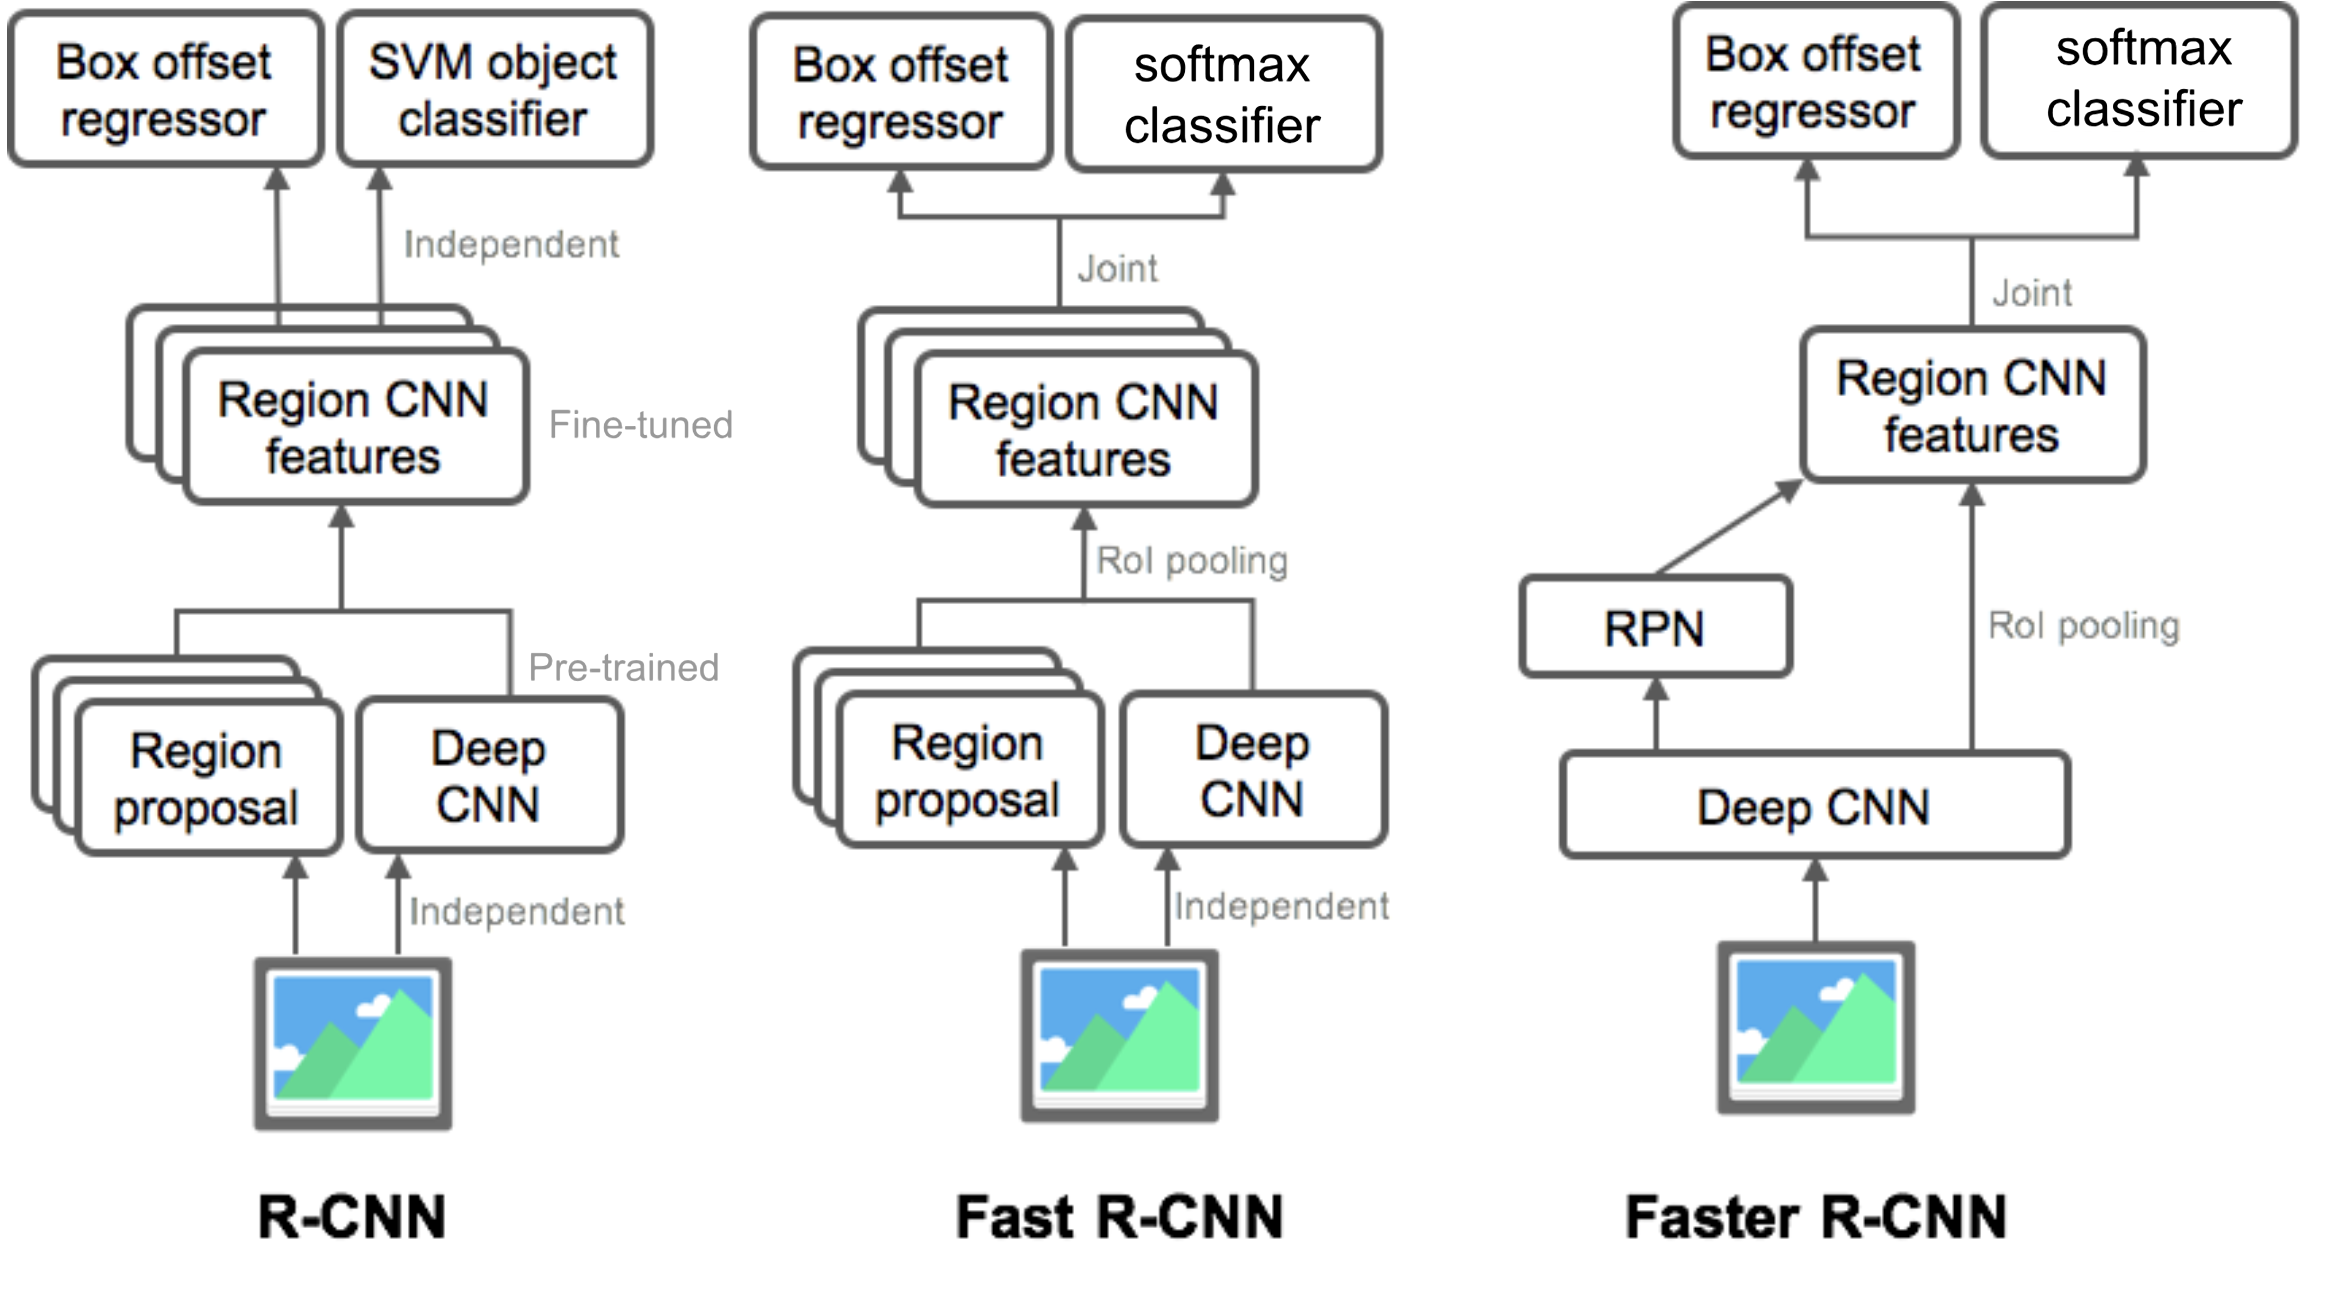 Box offset
regressor
SVM object
classifier
Independent
Region CNN
features
Fine-tuned
Pre-trained
Region
proposal
Deep
CNN
Independent
R-CNN
Box offset
regressor
softmax
classifier
Joint
Region CNN
features
RoI pooling
Region
proposal
Deep
CNN
Independent
Fast R-CNN
Box offset
regressor
softmax
classifier
Joint
Region CNN
features
RPN
RoI pooling
Deep CNN
Faster R-CNN